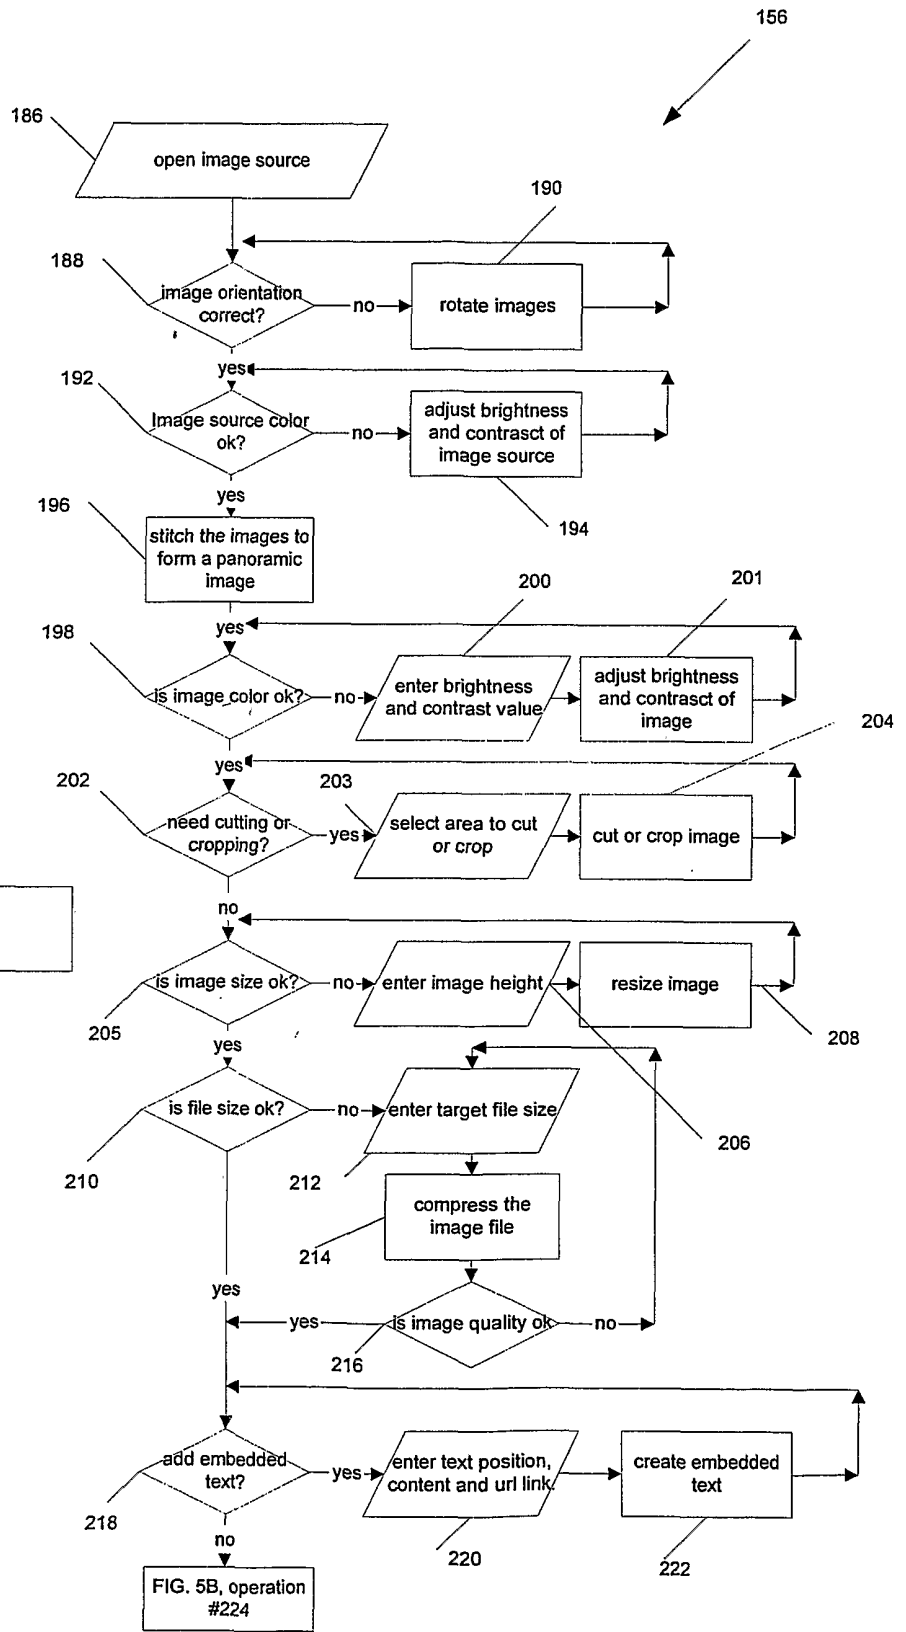 156
186
open image source
190
188
image orientation
correct?
no
rotate images
yes
192
Image source color
ok?
no
adjust brightness
and contrasct of
image source
194
yes
196
stitch the images to
form a panoramic
image
200
201
yes
198
is image color ok?
no
enter brightness
and contrast value
adjust brightness
and contrasct of
image
204
yes
202
203
need cutting or
cropping?
yes
select area to cut
or crop
cut or crop image
no
is image size ok?
no
enter image height
resize image
205
208
yes
is file size ok?
no
enter target file size
206
210
212
compress the
image file
214
yes
yes
is image quality ok
no
216
add embedded
text?
yes
enter text position,
content and url link
create embedded
text
218
no
220
222
FIG. 5B, operation
#224